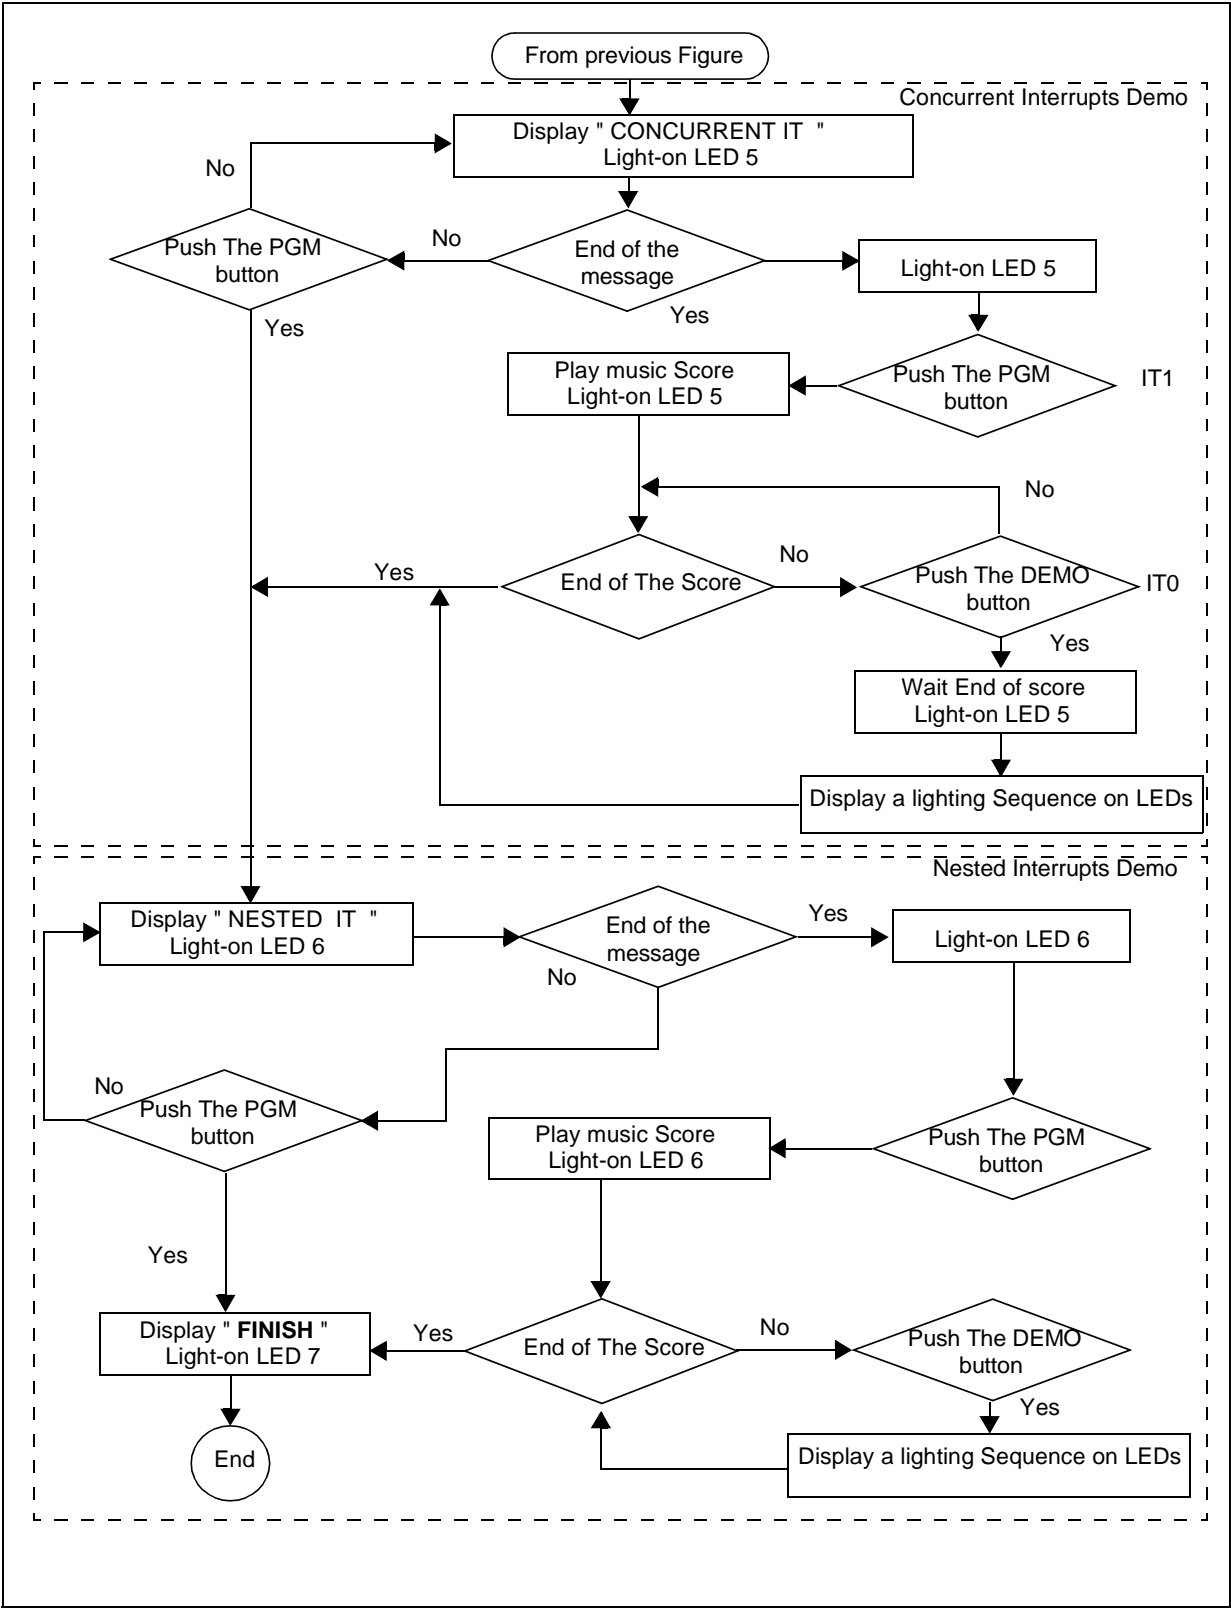 From previous Figure
Concurrent Interrupts Demo
Display " CONCURRENT IT  "
Light-on LED 5
No
Push The PGM
button
No
End of the
message
Light-on LED 5
Yes
Yes
Play music Score
Light-on LED 5
Push The PGM
button
IT1
No
Yes
End of The Score
No
Push The DEMO
button
IT0
Yes
Wait End of score
Light-on LED 5
Display a lighting Sequence on LEDs
Nested Interrupts Demo
Display " NESTED  IT  "
Light-on LED 6
End of the
message
Yes
Light-on LED 6
No
No
Push The PGM
button
Play music Score
Light-on LED 6
Push The PGM
button
Yes
Display " FINISH "
Light-on LED 7
Yes
End of The Score
No
Push The DEMO
button
Yes
End
Display a lighting Sequence on LEDs